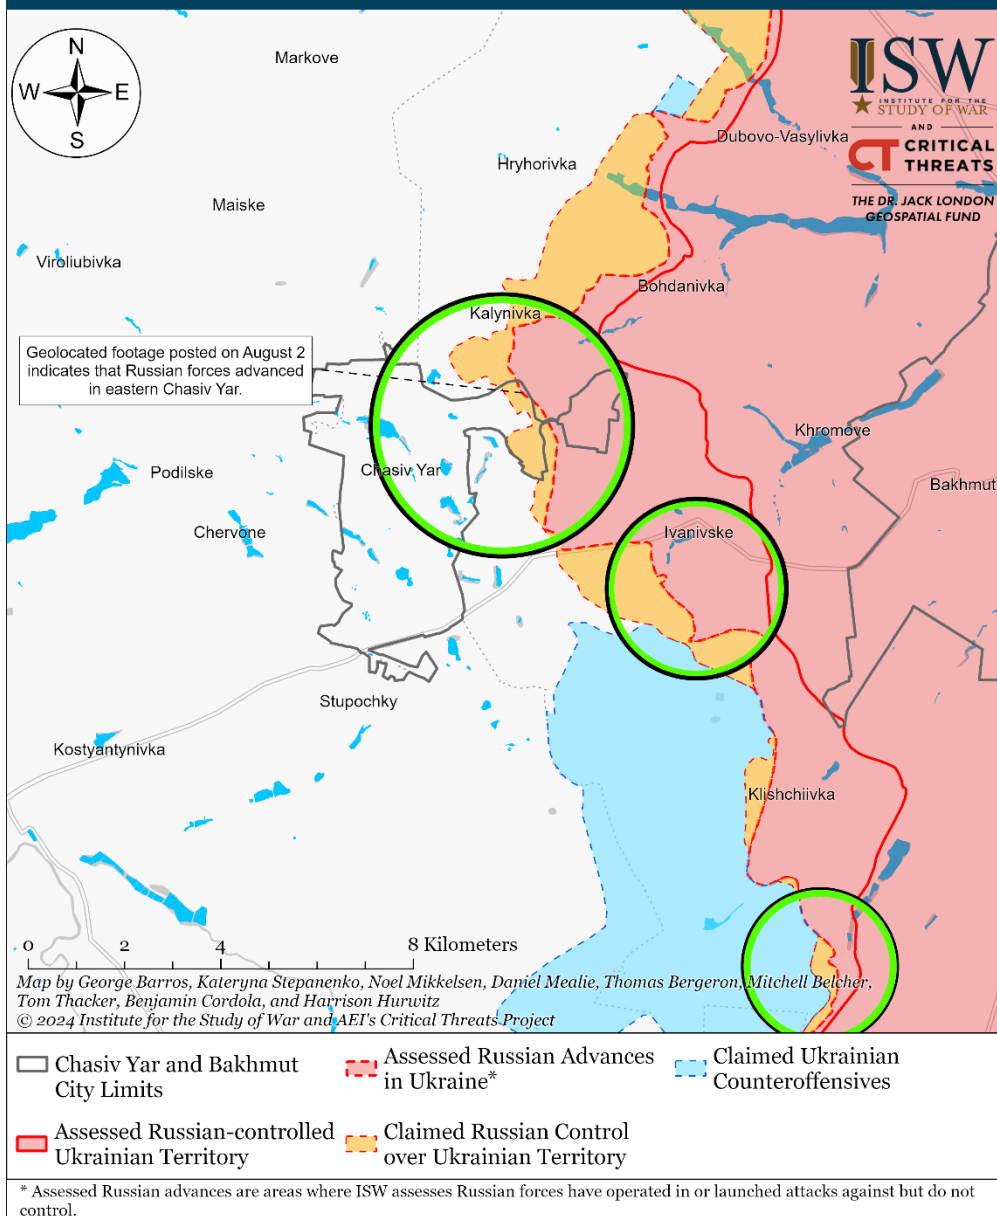 N
W
E
S
Markove
ISW
INSTITUTE FOR THE
STUDY OF WAR
AND
CT CRITICAL
THREATS
THE DR. JACK LONDON
GEOSPATIAL FUND
Dubovo-Vasylivka
Hryhorivka
Maiske
Viroliubivka
Bohdanivka
Kalynivka
Geolocated footage posted on August 2
indicates that Russian forces advanced
in eastern Chasiv Yar.
Khromove
Podilske
Chasiv Yar
Bakhmut
Chervone
Ivanivske
Stupochky
Kostyantynivka
Klishchiivka
0 2 4 8 Kilometers
Map by George Barros, Kateryna Stepanenko, Noel Mikkelsen, Daniel Mealie, Thomas Bergeron, Mitchell Belcher,
Tom Thacker, Benjamin Cordola, and Harrison Hurwitz
© 2024 Institute for the Study of War and AEI's Critical Threats Project
Chasiv Yar and Bakhmut
City Limits
Assessed Russian Advances
in Ukraine*
Claimed Ukrainian
Counteroffensives
Assessed Russian-controlled
Ukrainian Territory
Claimed Russian Control
over Ukrainian Territory
* Assessed Russian advances are areas where ISW assesses Russian forces have operated in or launched attacks against but do not
control.